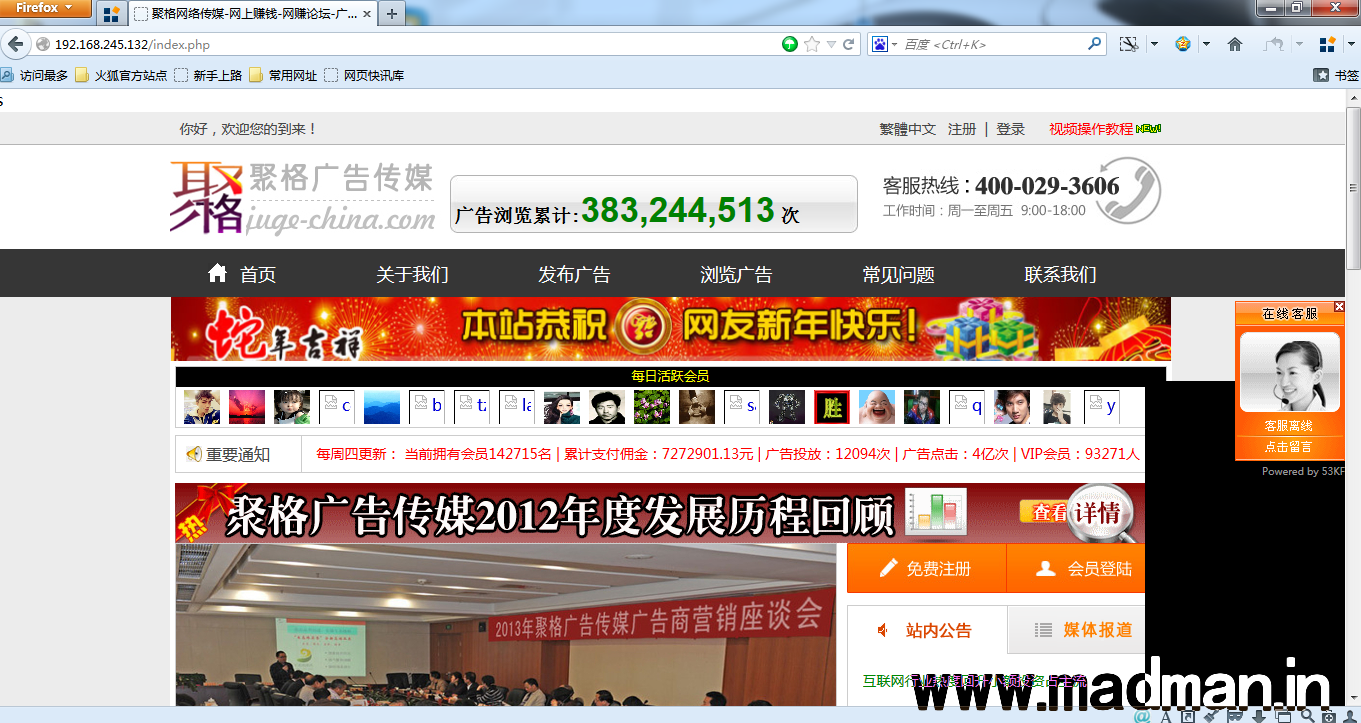 Firefox
聚格网络传媒-网上赚钱-网赚论坛-广...
192.168.245.132/index.php
百度 <Ctrl+K>
访问最多 火狐官方站点 新手上路 常用网址 网页快讯库 书签
s
你好，欢迎您的到来！ 繁體中文 注册 | 登录 视频操作教程 NEW!
聚格 聚格广告传媒
juge-china.com
广告浏览累计:383,244,513 次
客服热线：400-029-3606
工作时间：周一至周五 9:00-18:00
首页 关于我们 发布广告 浏览广告 常见问题 联系我们
蛇年吉祥 本站恭祝 网友新年快乐!
在线客服
客服离线
点击留言
Powered by 53KF
每日活跃会员
c b tz la 胜 sa q y
重要通知 每周四更新： 当前拥有会员142715名 | 累计支付佣金：7272901.13元 | 广告投放：12094次 | 广告点击：4亿次 | VIP会员：93271人
热 聚格广告传媒2012年度发展历程回顾 查看详情
2013年聚格广告传媒广告商营销座谈会
免费注册 会员登陆
站内公告 媒体报道
互联网行业热度回升小额投资占主流
www.madman.in